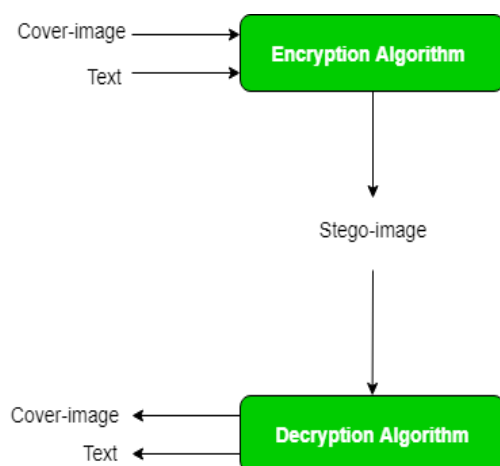 Cover-image
Encryption Algorithm
Text
Stego-image
Cover-image
Decryption Algorithm
Text